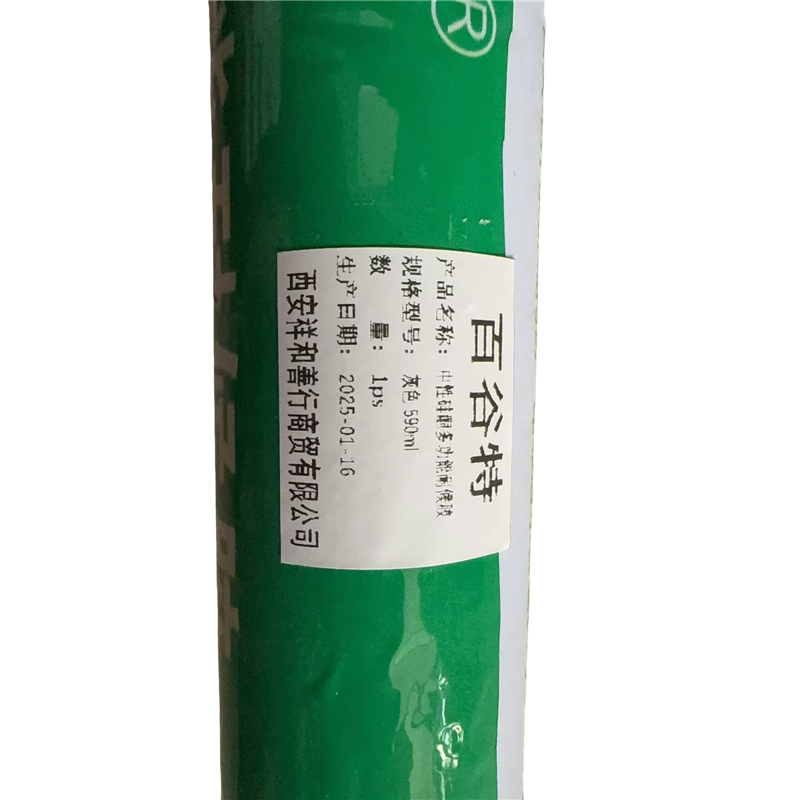 ®
百谷特
产品名称：中性硅酮多功能耐候胶
规格型号：灰色 590ml
数 量：1ps
生产日期：2025-01-16
西安祥和善行商贸有限公司